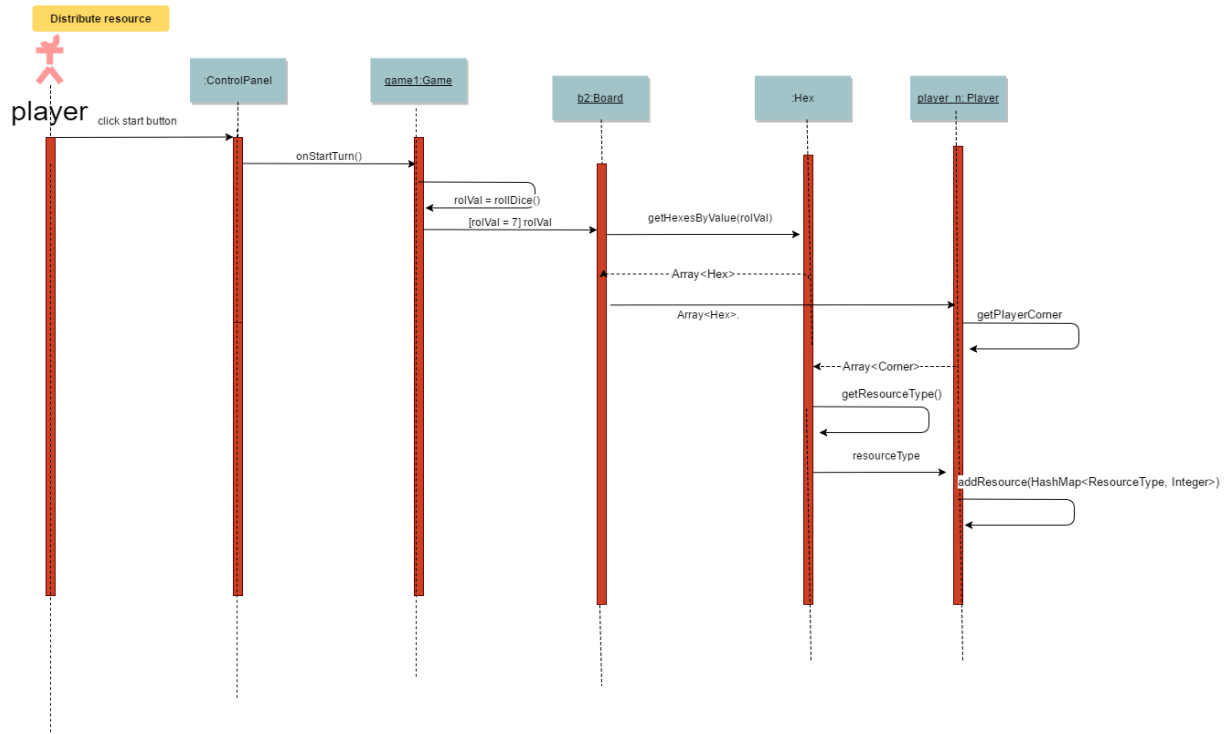 Distribute resource
player
:ControlPanel
game1:Game
b2:Board
:Hex
player_n: Player
click start button
onStartTurn()
rolVal = rollDice()
[rolVal = 7] rolVal
getHexesByValue(rolVal)
Array<Hex>
Array<Hex>.
getPlayerCorner
Array<Corner>
getResourceType()
resourceType
addResource(HashMap<ResourceType, Integer>)